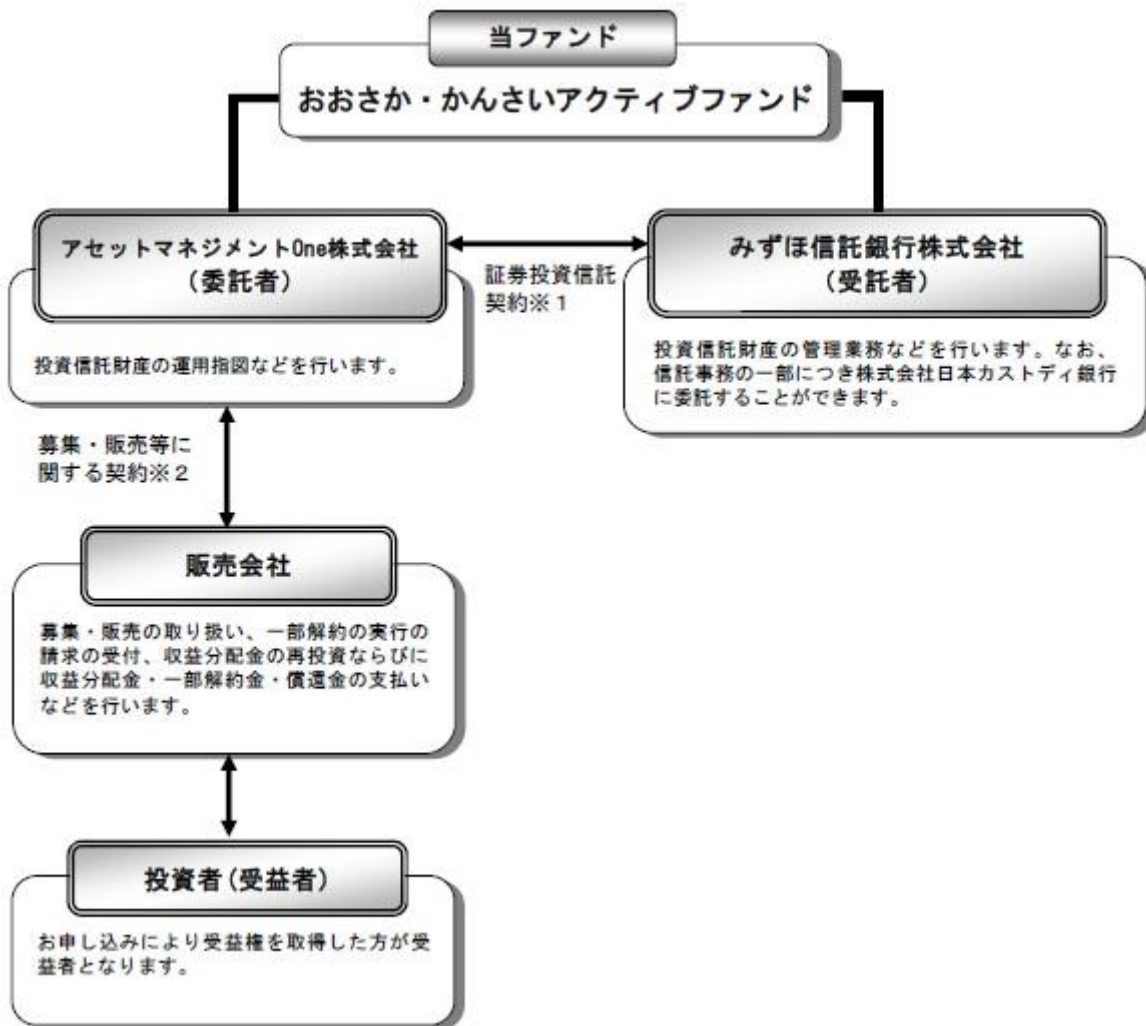 当ファンド
おおさか・かんさいアクティブファンド
アセットマネジメントOne株式会社
(委託者)
投資信託財産の運用指図などを行います。
証券投資信託
契約※1
みずほ信託銀行株式会社
(受託者)
投資信託財産の管理業務などを行います。なお、
信託事務の一部につき株式会社日本カストディ銀行
に委託することができます。
募集・販売等に
関する契約※2
販売会社
募集・販売の取り扱い、一部解約の実行の
請求の受付、収益分配金の再投資ならびに
収益分配金・一部解約金・償還金の支払い
などを行います。
投資者(受益者)
お申し込みにより受益権を取得した方が受
益者となります。